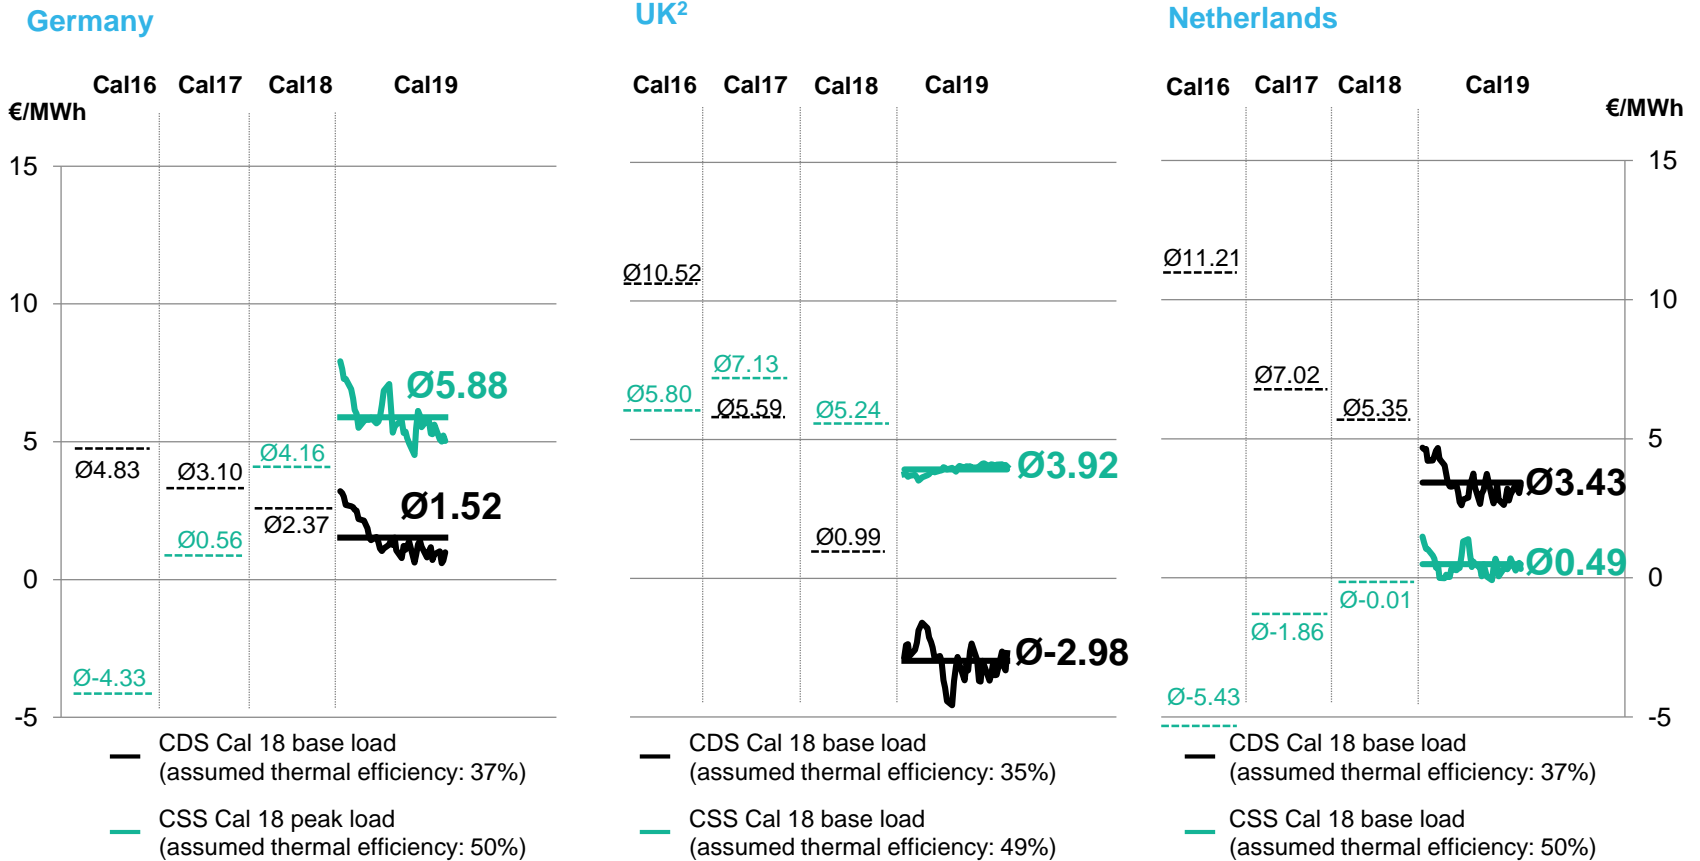 Germany
UK²
Netherlands
Cal16 Cal17 Cal18 Cal19
Cal16 Cal17 Cal18 Cal19
Cal16 Cal17 Cal18 Cal19
€/MWh
€/MWh
15
10
5
0
-5
Ø4.83
Ø-4.33
Ø3.10
Ø0.56
Ø4.16
Ø2.37
Ø5.88
Ø1.52
Ø10.52
Ø5.80
Ø7.13
Ø5.59
Ø5.24
Ø0.99
Ø3.92
Ø-2.98
Ø11.21
Ø-5.43
Ø7.02
Ø-1.86
Ø5.35
Ø-0.01
Ø3.43
Ø0.49
15
10
5
0
-5
CDS Cal 18 base load
(assumed thermal efficiency: 37%)
CSS Cal 18 peak load
(assumed thermal efficiency: 50%)
CDS Cal 18 base load
(assumed thermal efficiency: 35%)
CSS Cal 18 base load
(assumed thermal efficiency: 49%)
CDS Cal 18 base load
(assumed thermal efficiency: 37%)
CSS Cal 18 base load
(assumed thermal efficiency: 50%)